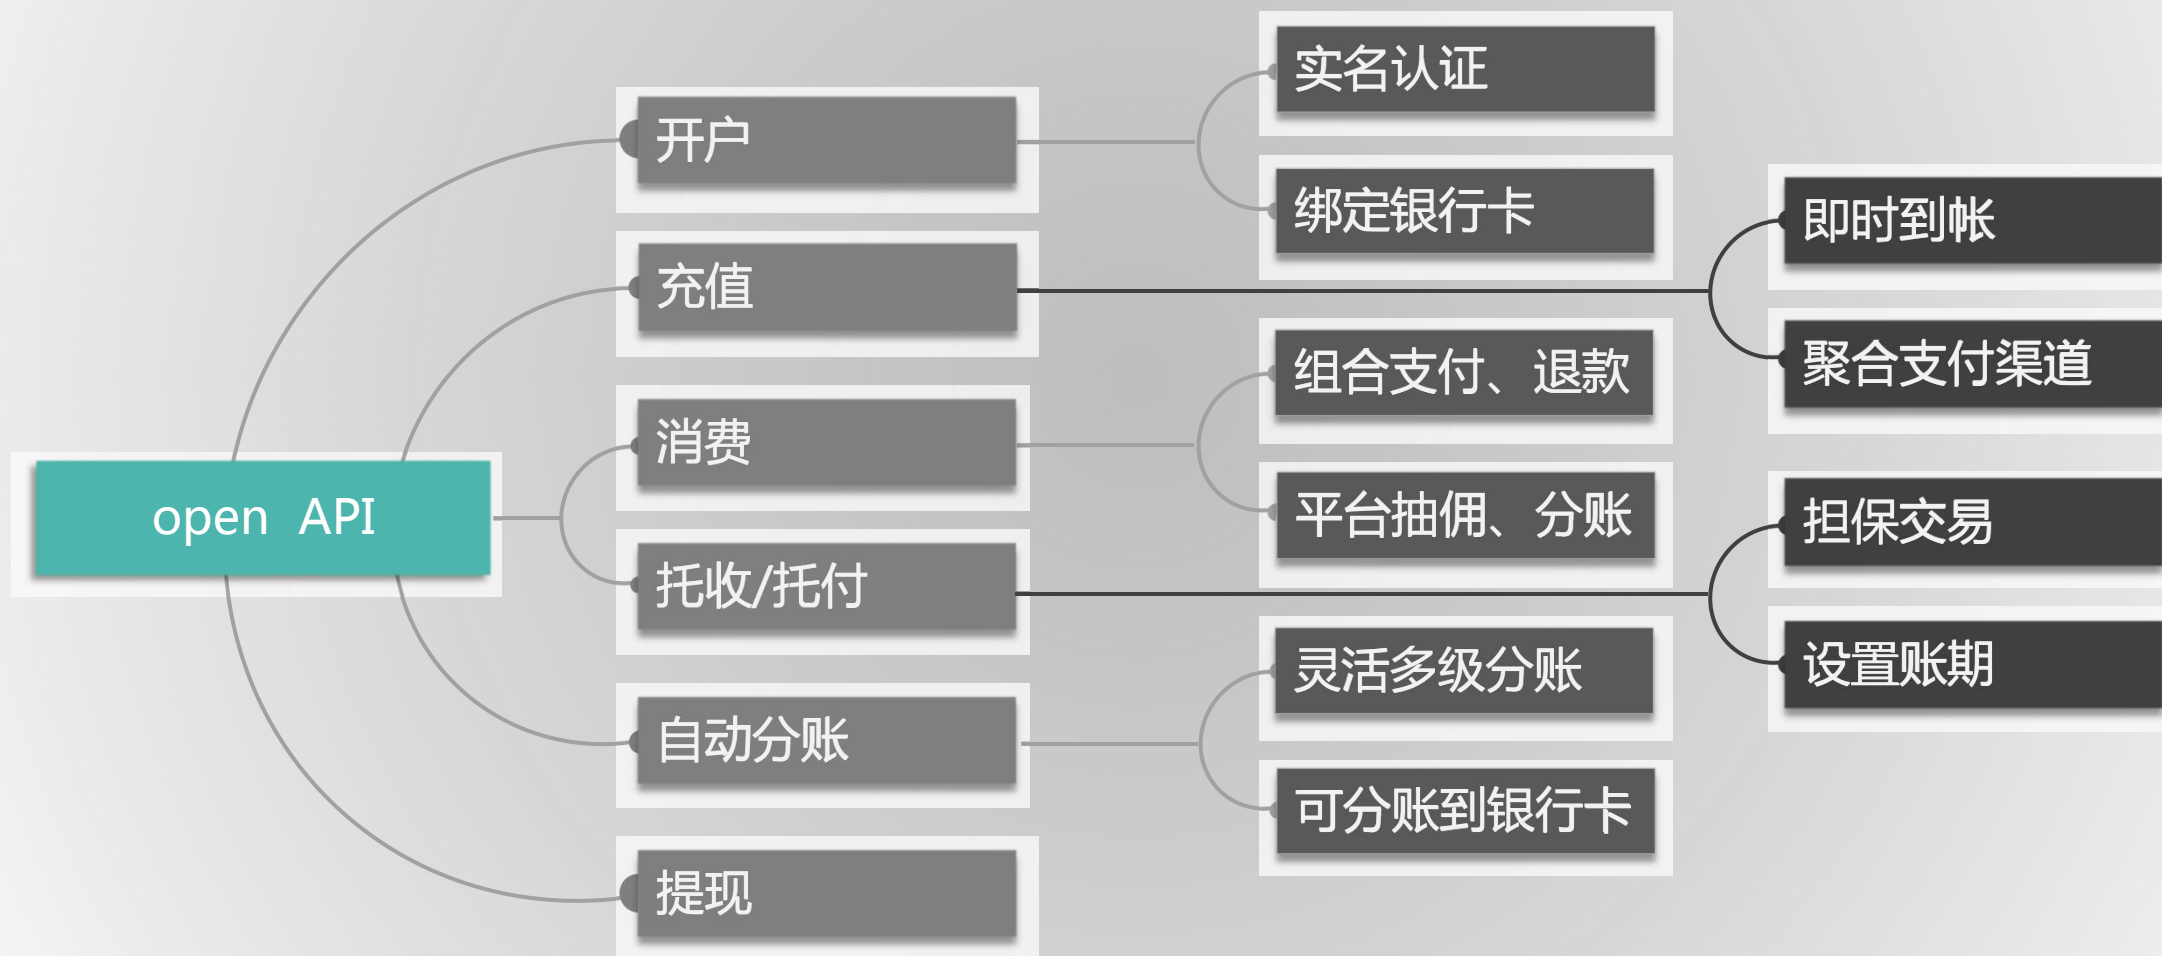 open API
开户
实名认证
绑定银行卡
充值
即时到帐
聚合支付渠道
消费
组合支付、退款
平台抽佣、分账
托收/托付
担保交易
设置账期
自动分账
灵活多级分账
可分账到银行卡
提现